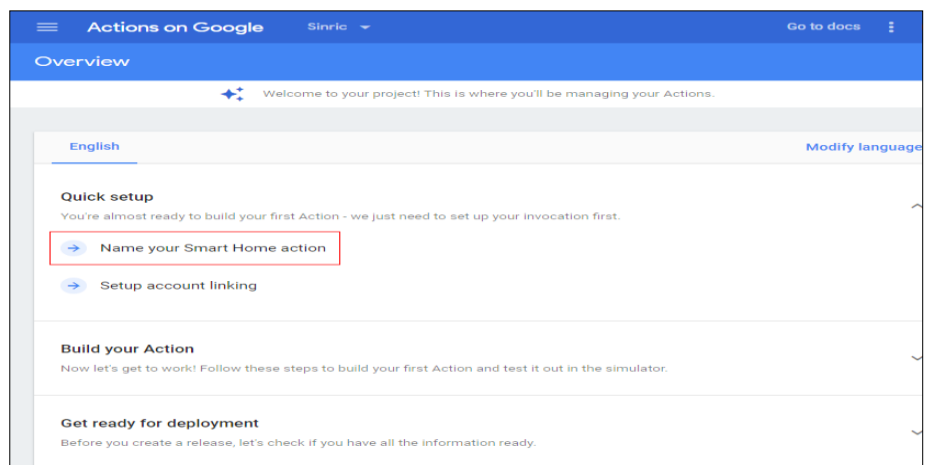 Actions on Google Sinric Go to docs
Overview
Welcome to your project! This is where you'll be managing your Actions.
English Modify language
Quick setup
You're almost ready to build your first Action - we just need to set up your invocation first.
Name your Smart Home action
Setup account linking
Build your Action
Now let's get to work! Follow these steps to build your first Action and test it out in the simulator.
Get ready for deployment
Before you create a release, let's check if you have all the information ready.